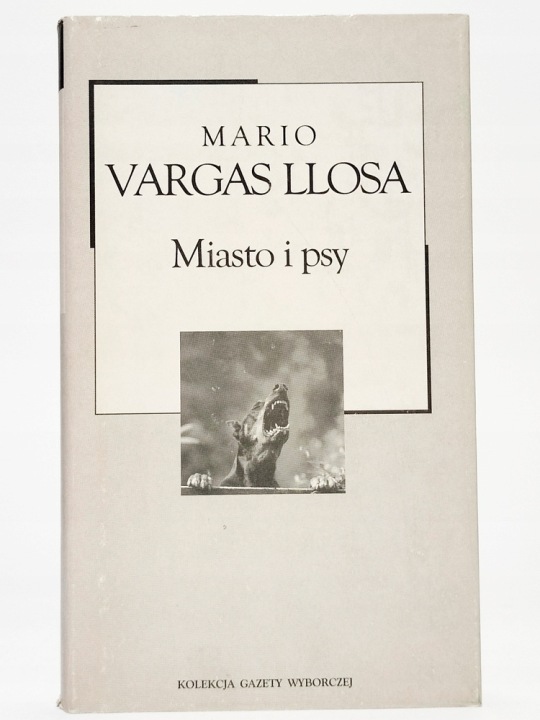 MARIO
VARGAS LLOSA
Miasto i psy
KOLEKCJA GAZETY WYBORCZEJ